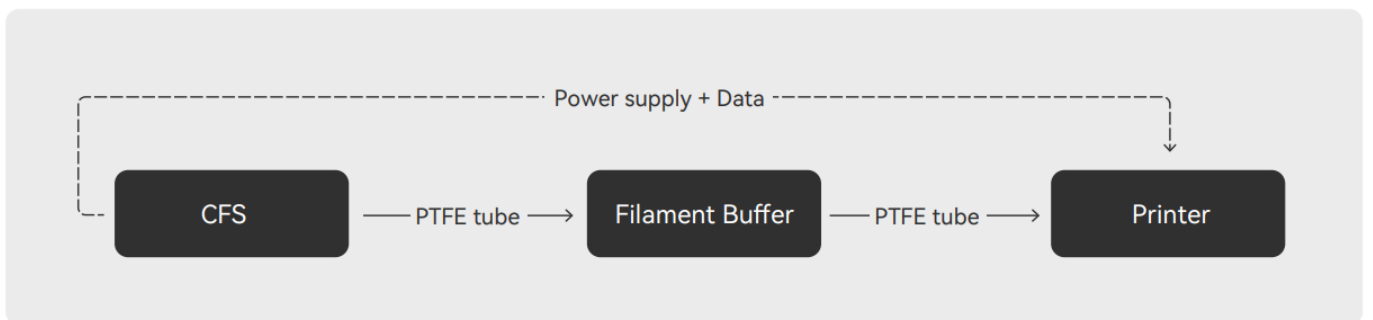 Power supply + Data
CFS
PTFE tube
Filament Buffer
PTFE tube
Printer